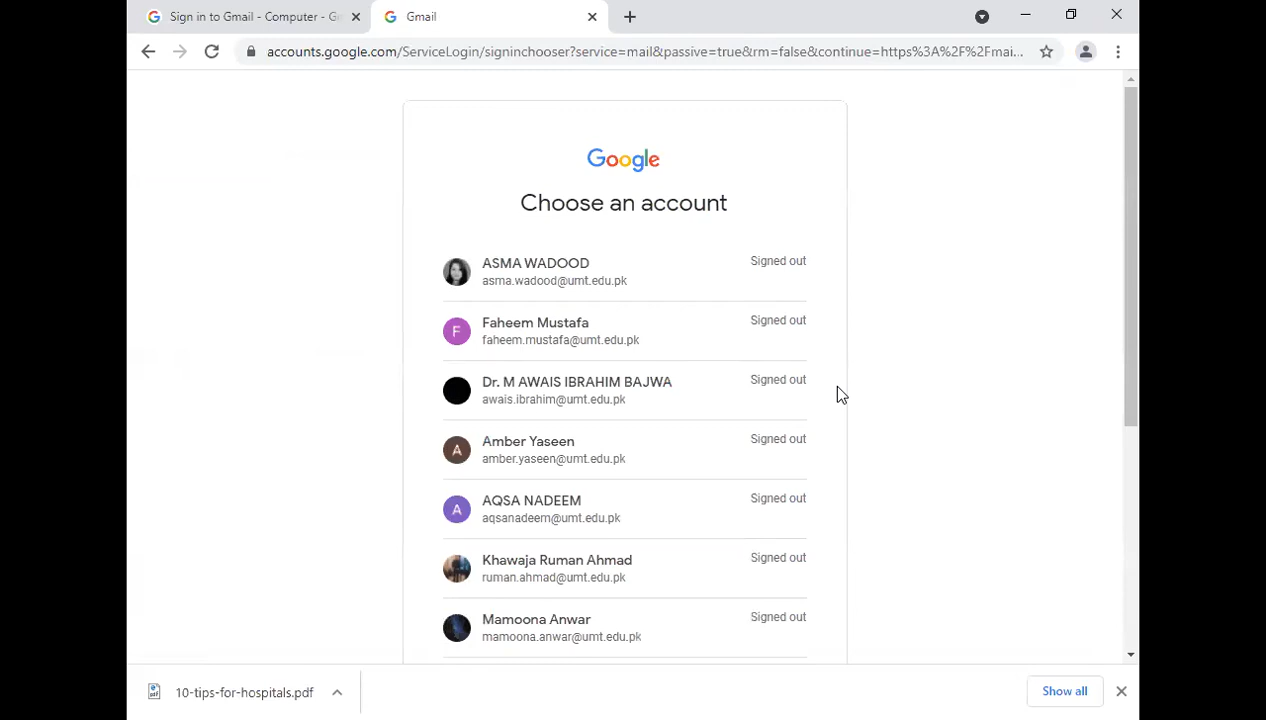 Sign in to Gmail - Computer - G
Gmail
accounts.google.com/ServiceLogin/signinchooser?service=mail&passive=true&rm=false&continue=https%3A%2F%2Fmai...
Google
Choose an account
ASMA WADOOD
Signed out
asma.wadood@umt.edu.pk
F
Faheem Mustafa
Signed out
faheem.mustafa@umt.edu.pk
Dr. M AWAIS IBRAHIM BAJWA
Signed out
awais.ibrahim@umt.edu.pk
A
Amber Yaseen
Signed out
amber.yaseen@umt.edu.pk
A
AQSA NADEEM
Signed out
aqsanadeem@umt.edu.pk
Khawaja Ruman Ahmad
Signed out
ruman.ahmad@umt.edu.pk
Mamoona Anwar
Signed out
mamoona.anwar@umt.edu.pk
10-tips-for-hospitals.pdf
Show all